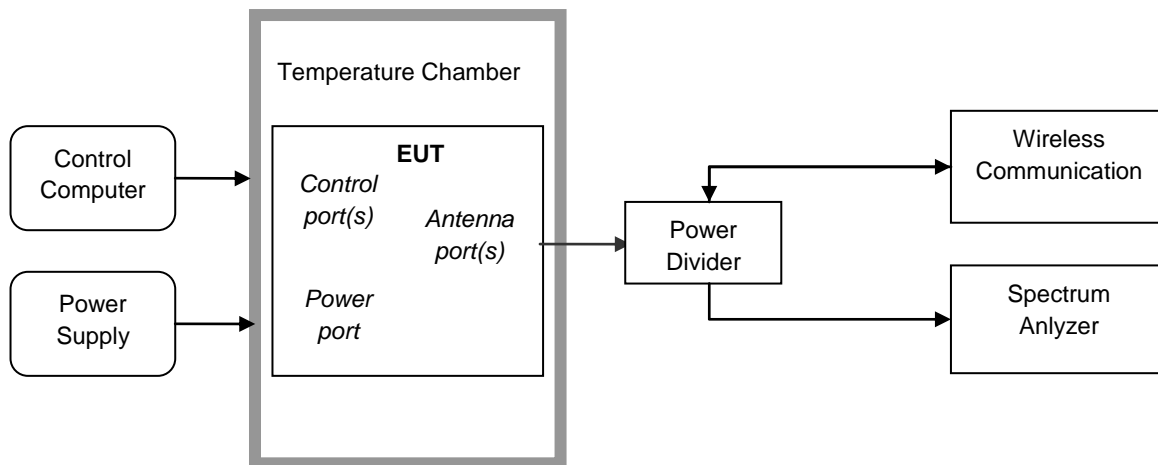 Temperature Chamber
Control
Computer
Power
Supply
EUT
Control
port(s)
Antenna
port(s)
Power
port
Power
Divider
Wireless
Communication
Spectrum
Anlyzer